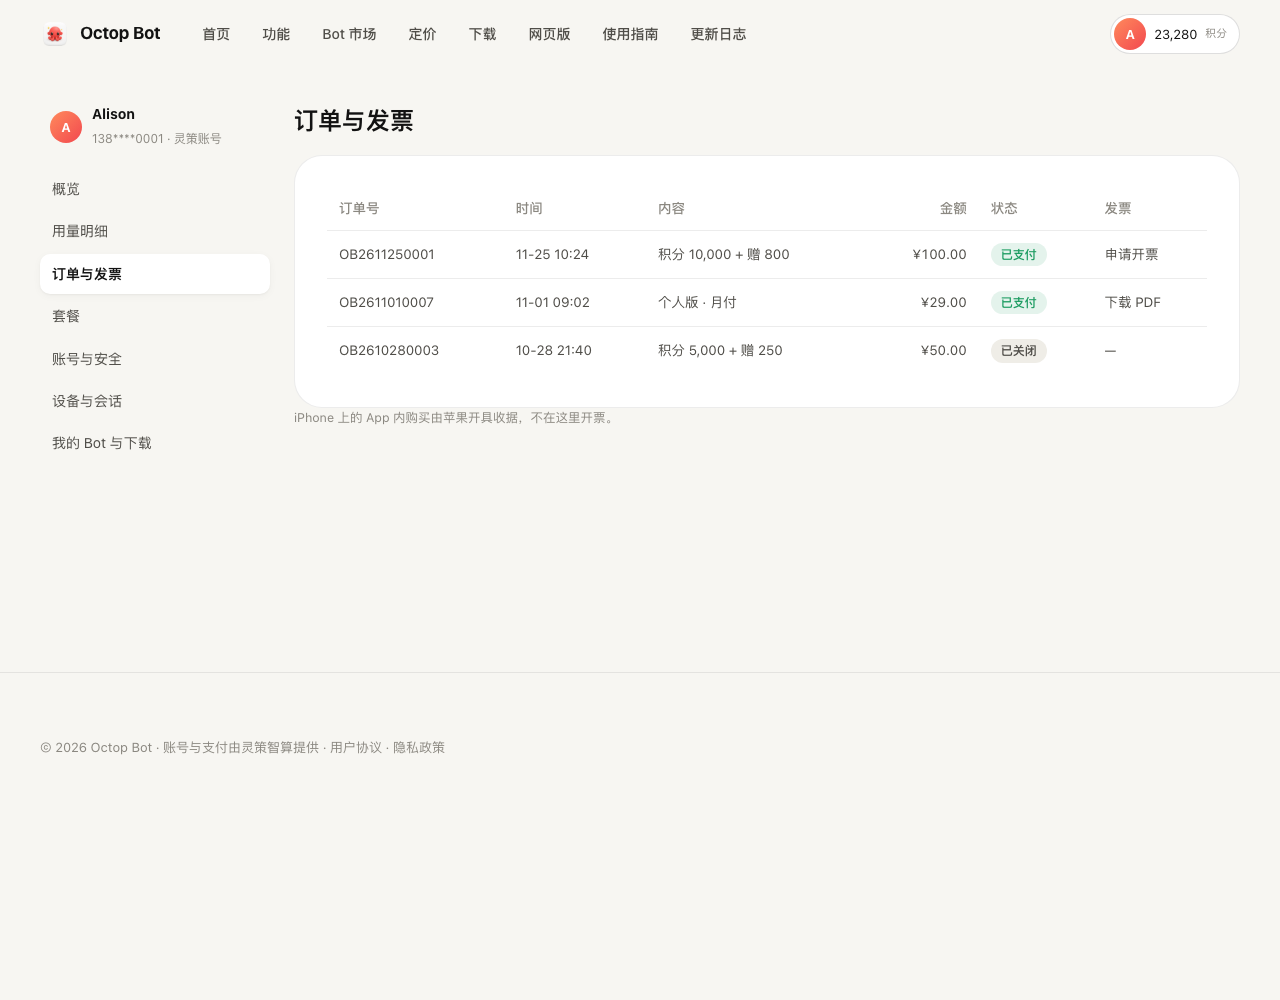 Octop Bot 首页 功能 Bot 市场 定价 下载 网页版 使用指南 更新日志 A 23,280 积分
A Alison
138****0001 · 灵策账号
概览
用量明细
订单与发票
套餐
账号与安全
设备与会话
我的 Bot 与下载
订单与发票
订单号 时间 内容 金额 状态 发票
OB2611250001 11-25 10:24 积分 10,000 + 赠 800 ¥100.00 已支付 申请开票
OB2611010007 11-01 09:02 个人版 · 月付 ¥29.00 已支付 下载 PDF
OB2610280003 10-28 21:40 积分 5,000 + 赠 250 ¥50.00 已关闭 —
iPhone 上的 App 内购买由苹果开具收据，不在这里开票。
© 2026 Octop Bot · 账号与支付由灵策智算提供 · 用户协议 · 隐私政策